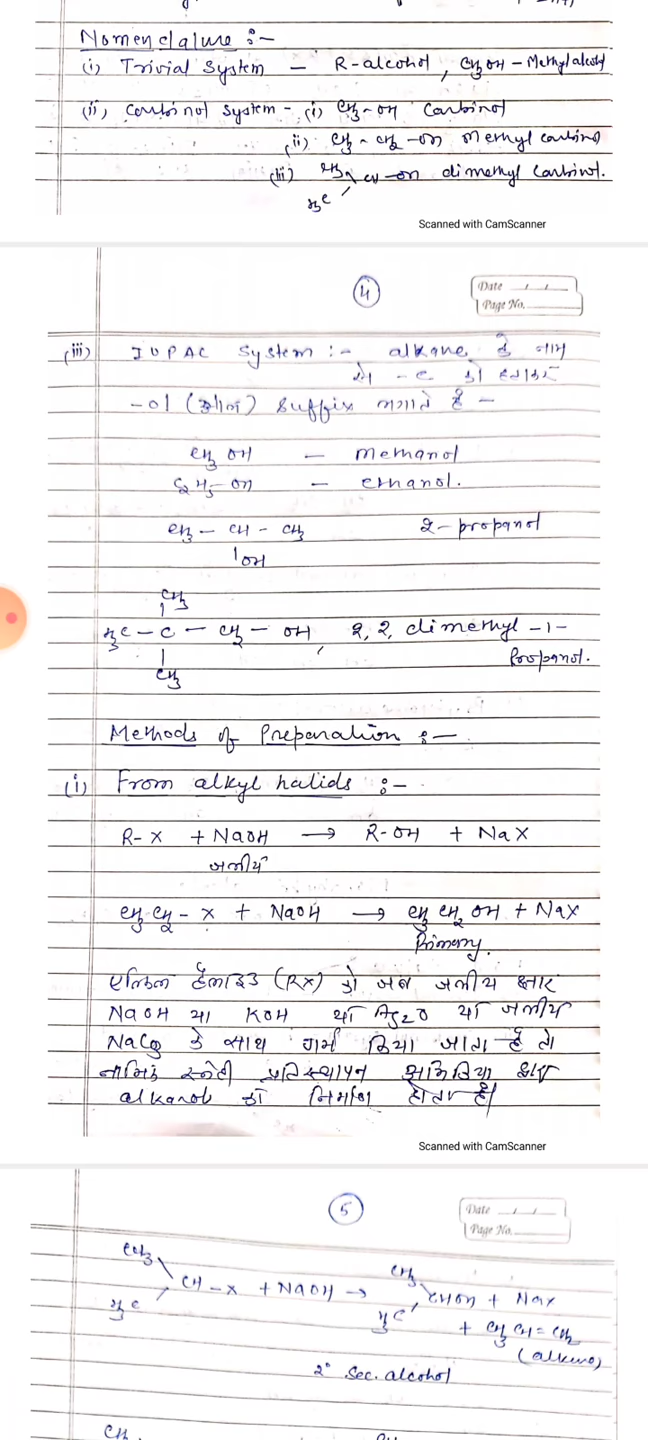 Nomenclature :-
(i) Trivial System - R-alcohol, CH3OH - Methyl alcohol
(ii) Carbinol System - (i) CH3-OH Carbinol
(ii) CH3-CH2-OH Methyl carbinol
(iii) CH3 CH-OH dimethyl Carbinol.
H3C
Scanned with CamScanner
4
Date
Page No.
(iii) IUPAC System :- alkane के नाम
से -e को हटाकर
-ol (ओल) Suffix लगाते हैं -
CH3OH - Methanol
C2H5-OH - ethanol.
CH3-CH-CH3 2-propanol
OH
CH3
H3C-C-CH2-OH, 2,2, dimethyl-1-
Propanol.
CH3
Methods of Preparation :-
(i) From alkyl halids :-
R-X + NaOH → R-OH + NaX
जलीय
CH3CH2-X + NaOH → CH3CH2OH + NaX
Primary.
एल्किल हैलाइड (RX) को जब जलीय क्षार
NaOH या KOH या Ag2O या जलीय
के साथ गर्म किया जाता है तो
स्नेही प्रतिस्थापन अभिक्रिया द्वारा
alkanol का निर्माण होता है।
Scanned with CamScanner
5
Date
Page No.
CH3
CH-X + NaOH → CH3 CHOH + NaX
H3C H3C + CH3CH=CH2
(alkene)
2° Sec. alcohol
CH